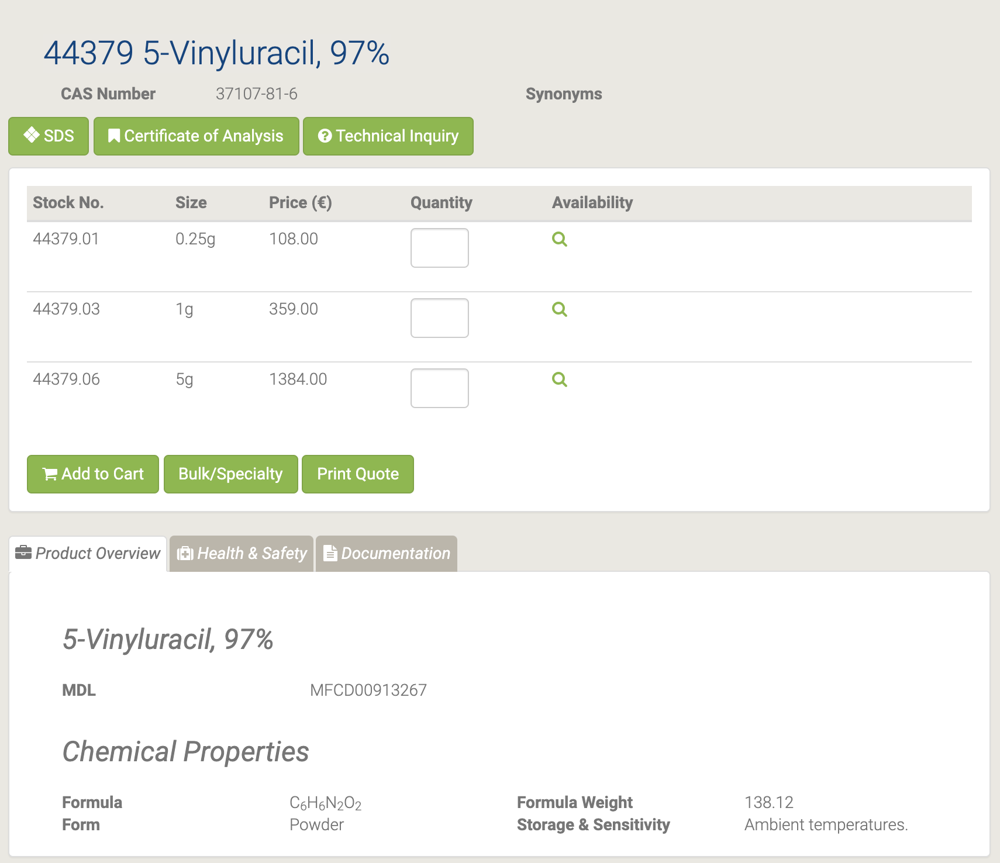 44379 5-Vinyluracil, 97%
CAS Number 37107-81-6 Synonyms
SDS Certificate of Analysis Technical Inquiry
Stock No. Size Price (€) Quantity Availability
44379.01 0.25g 108.00
44379.03 1g 359.00
44379.06 5g 1384.00
Add to Cart Bulk/Specialty Print Quote
Product Overview Health & Safety Documentation
5-Vinyluracil, 97%
MDL MFCD00913267
Chemical Properties
Formula C₆H₆N₂O₂ Formula Weight 138.12
Form Powder Storage & Sensitivity Ambient temperatures.